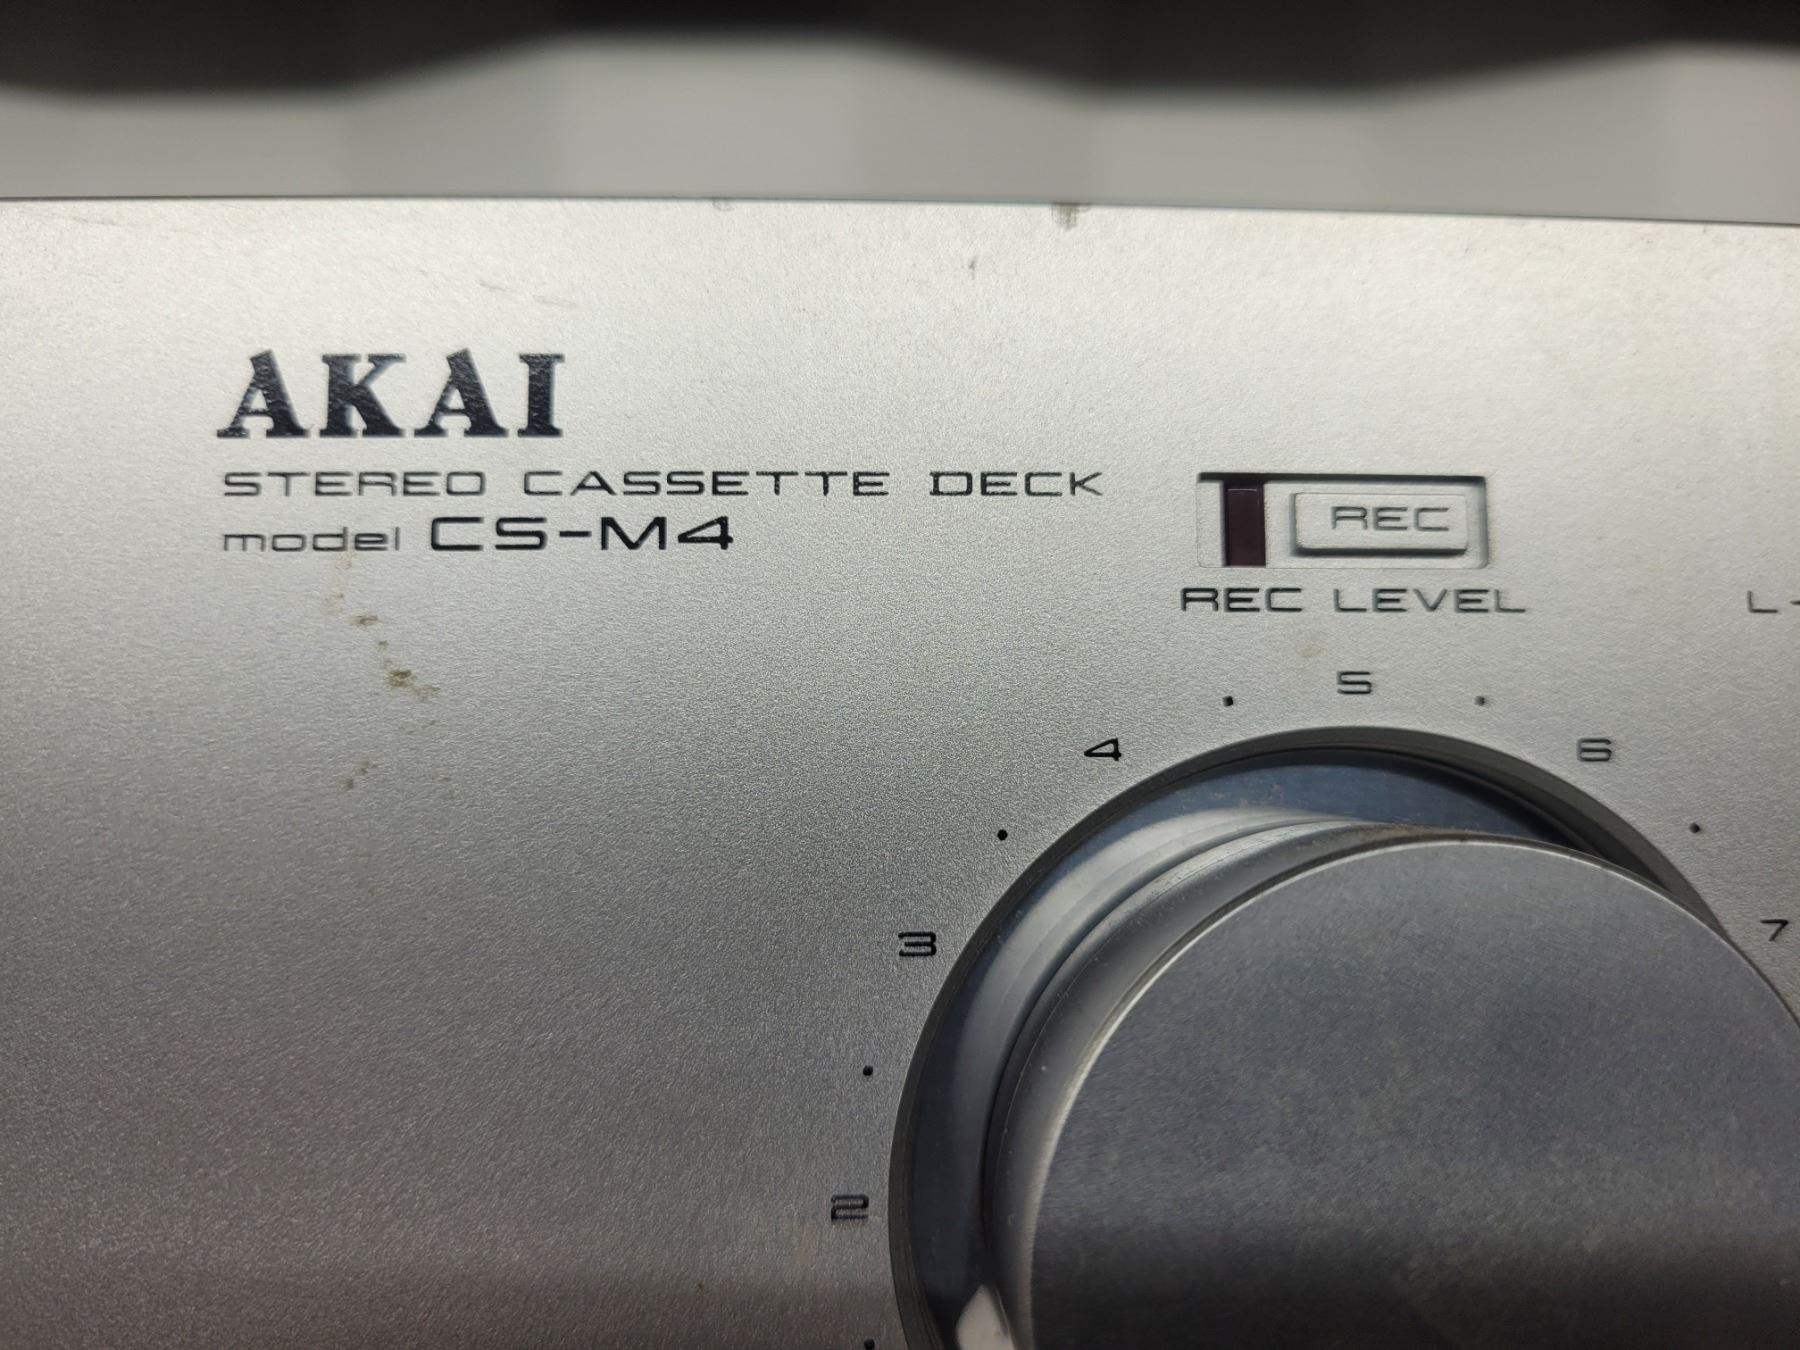 AKAI
STEREO CASSETTE DECK
model CS-M4
REC
REC LEVEL
L-
5
4
6
3
7
2